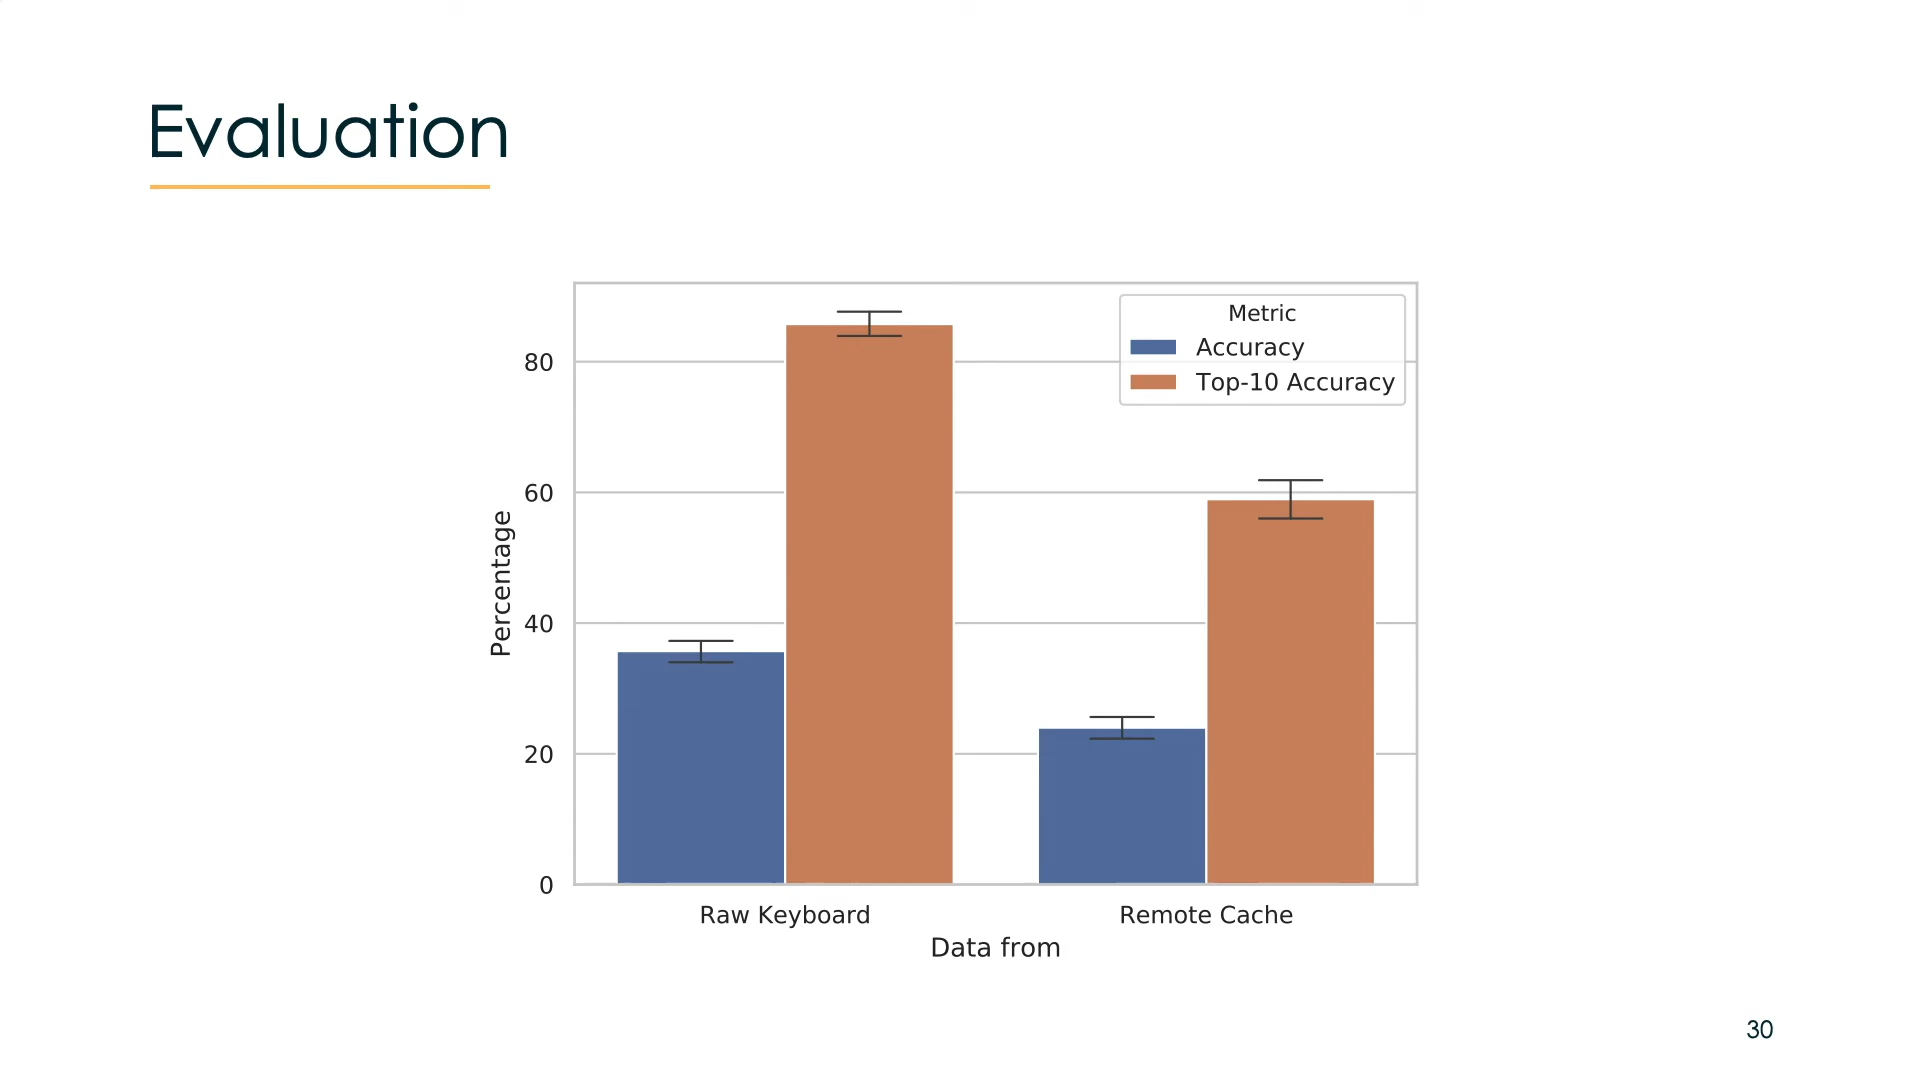 Evaluation
Metric
Accuracy
Top-10 Accuracy
80
60
40
20
0
Percentage
Raw Keyboard
Remote Cache
Data from
30